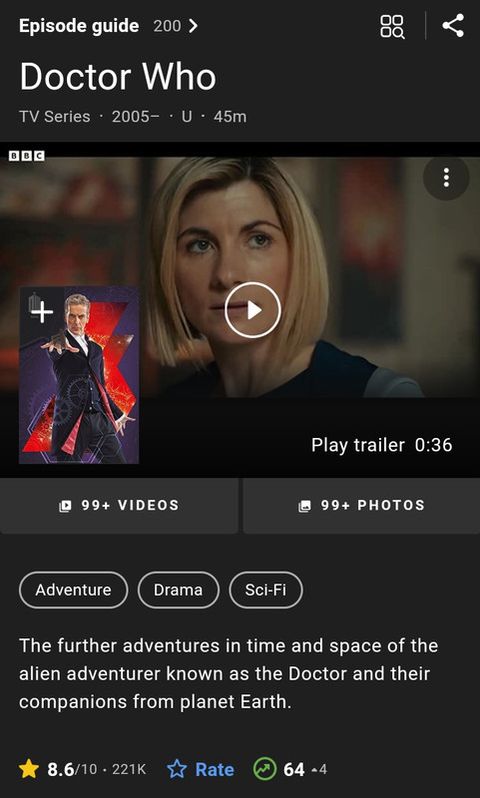 Episode guide 200
Doctor Who
TV Series · 2005– · U · 45m
BBC
Play trailer 0:36
99+ VIDEOS
99+ PHOTOS
Adventure Drama Sci-Fi
The further adventures in time and space of the
alien adventurer known as the Doctor and their
companions from planet Earth.
8.6/10 · 221K Rate 64 4